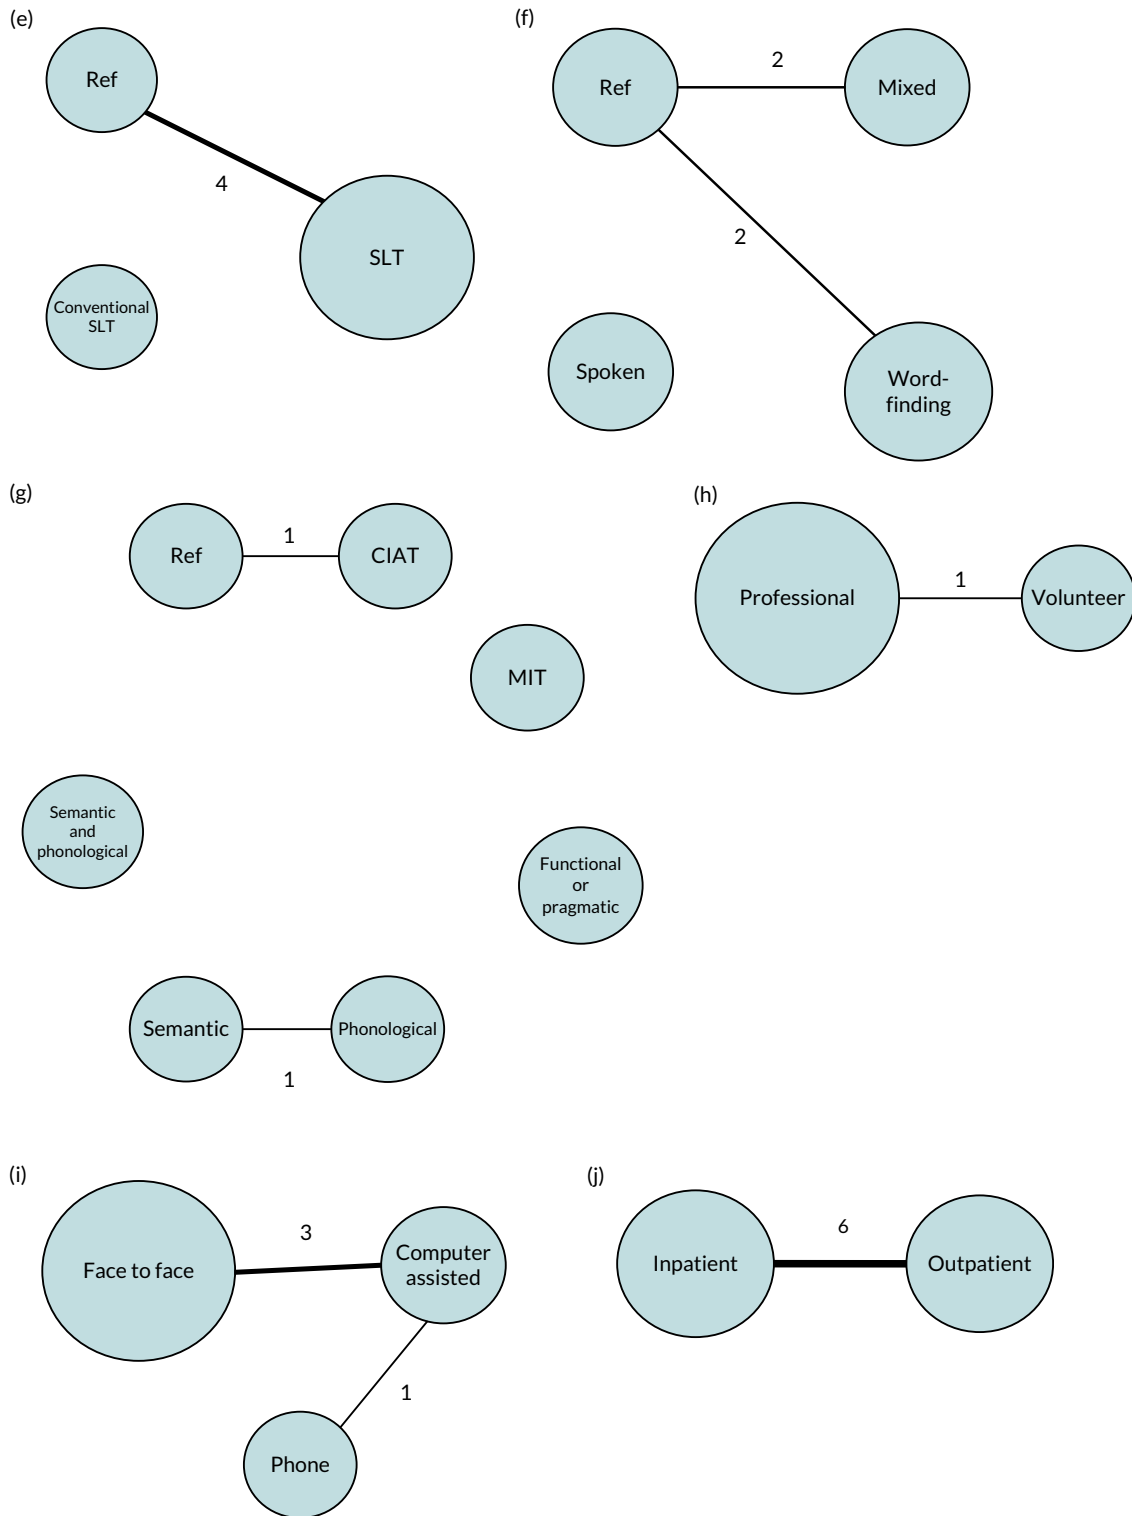 (e)
Ref
4
SLT
Conventional
SLT
(f)
Ref
2
Mixed
2
Spoken
Word-
finding
(g)
Ref
1
CIAT
MIT
Semantic
and
phonological
Functional
or
pragmatic
Semantic
1
Phonological
(h)
Professional
1
Volunteer
(i)
Face to face
3
Computer
assisted
1
Phone
(j)
Inpatient
6
Outpatient